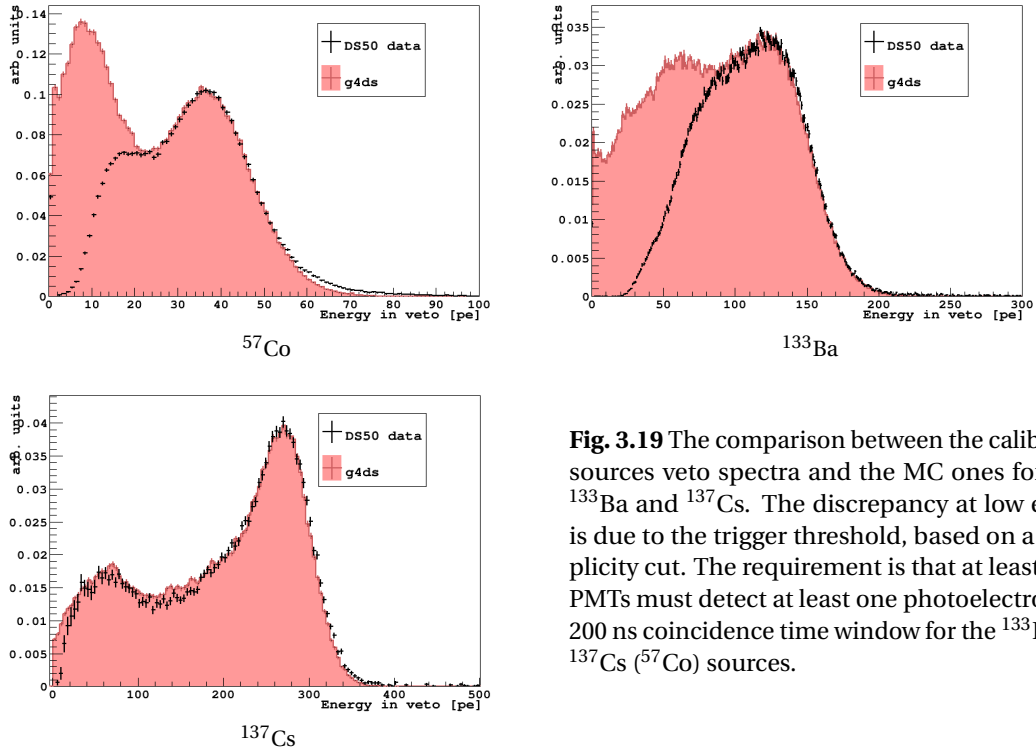 arb. units
0.14
0.12
0.1
0.08
0.06
0.04
0.02
0
DS50 data
g4ds
0 10 20 30 40 50 60 70 80 90 100
Energy in veto [pe]
57Co
arb. units
0.035
0.03
0.025
0.02
0.015
0.01
0.005
0
DS50 data
g4ds
0 50 100 150 200 250 300
Energy in veto [pe]
133Ba
arb. units
0.04
0.035
0.03
0.025
0.02
0.015
0.01
0.005
0
DS50 data
g4ds
0 100 200 300 400 500
Energy in veto [pe]
137Cs
Fig. 3.19 The comparison between the calib
sources veto spectra and the MC ones for
133Ba and 137Cs. The discrepancy at low e
is due to the trigger threshold, based on a
plicity cut. The requirement is that at least
PMTs must detect at least one photoelectro
200 ns coincidence time window for the 133
137Cs (57Co) sources.